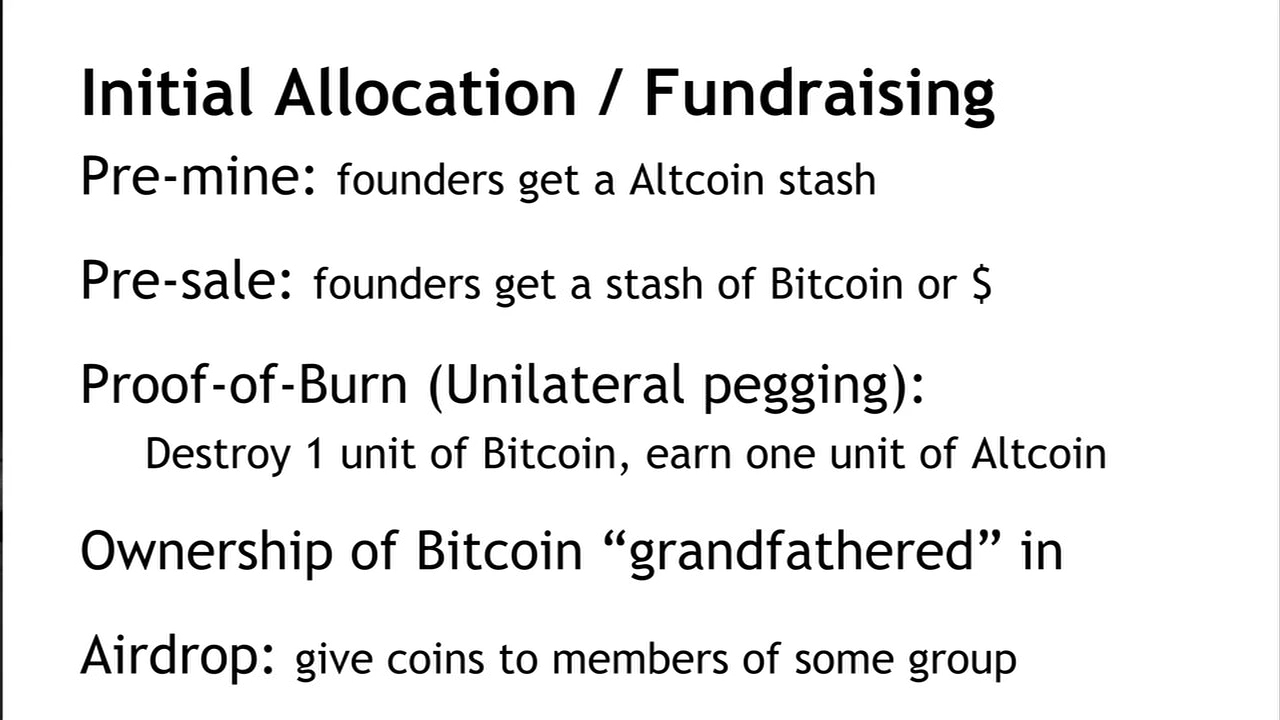 Initial Allocation / Fundraising
Pre-mine: founders get a Altcoin stash
Pre-sale: founders get a stash of Bitcoin or $
Proof-of-Burn (Unilateral pegging):
Destroy 1 unit of Bitcoin, earn one unit of Altcoin
Ownership of Bitcoin “grandfathered” in
Airdrop: give coins to members of some group